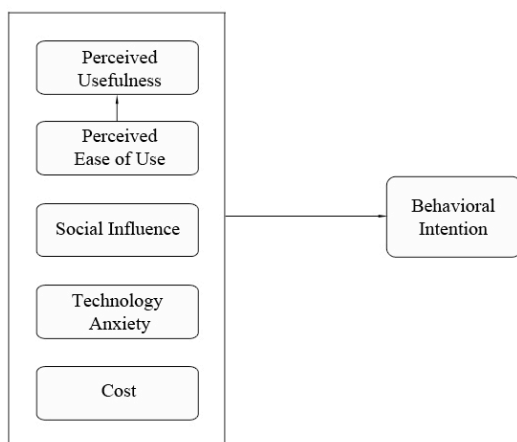 Perceived
Usefulness
Perceived
Ease of Use
Social Influence
Technology
Anxiety
Cost
Behavioral
Intention